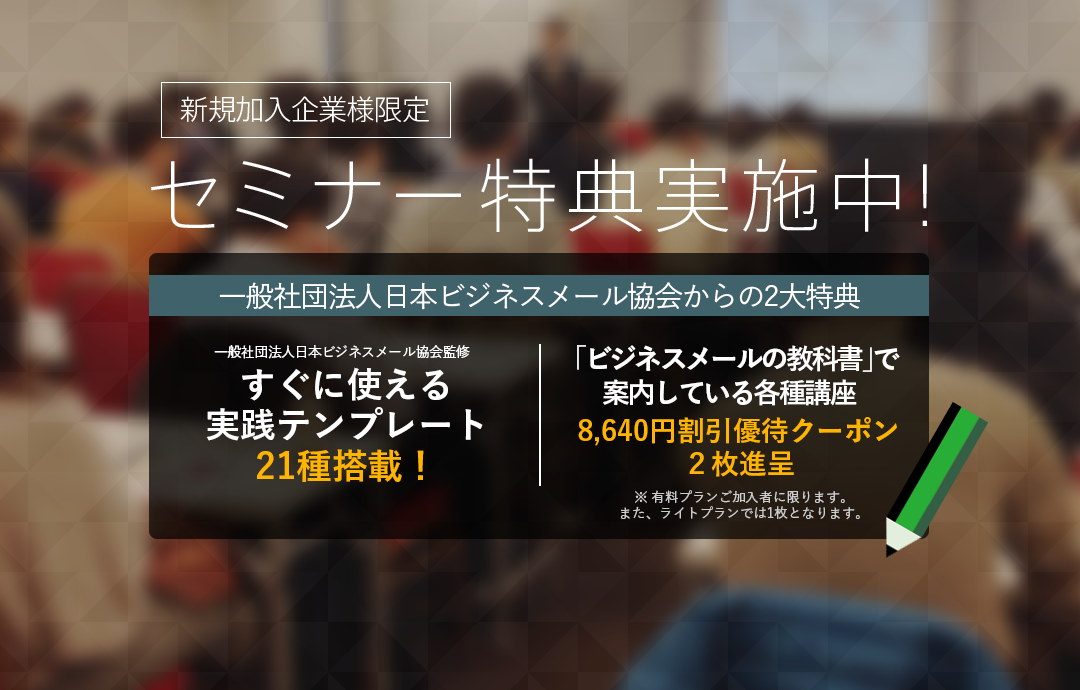 新規加入企業様限定
セミナー特典実施中!
一般社団法人日本ビジネスメール協会からの2大特典
一般社団法人日本ビジネスメール協会監修
すぐに使える
実践テンプレート
21種搭載！
「ビジネスメールの教科書」で
案内している各種講座
8,640円割引優待クーポン
２枚進呈
※ 有料プランご加入者に限ります。
また、ライトプランでは1枚となります。